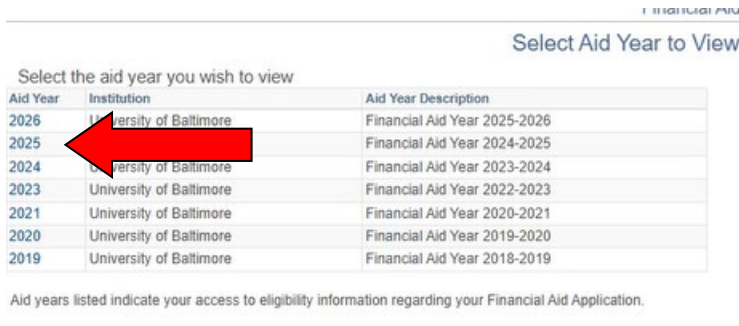 Financial Aid
Select Aid Year to View
Select the aid year you wish to view
Aid Year Institution Aid Year Description
2026 University of Baltimore Financial Aid Year 2025-2026
2025 Financial Aid Year 2024-2025
2024 University of Baltimore Financial Aid Year 2023-2024
2023 University of Baltimore Financial Aid Year 2022-2023
2021 University of Baltimore Financial Aid Year 2020-2021
2020 University of Baltimore Financial Aid Year 2019-2020
2019 University of Baltimore Financial Aid Year 2018-2019
Aid years listed indicate your access to eligibility information regarding your Financial Aid Application.